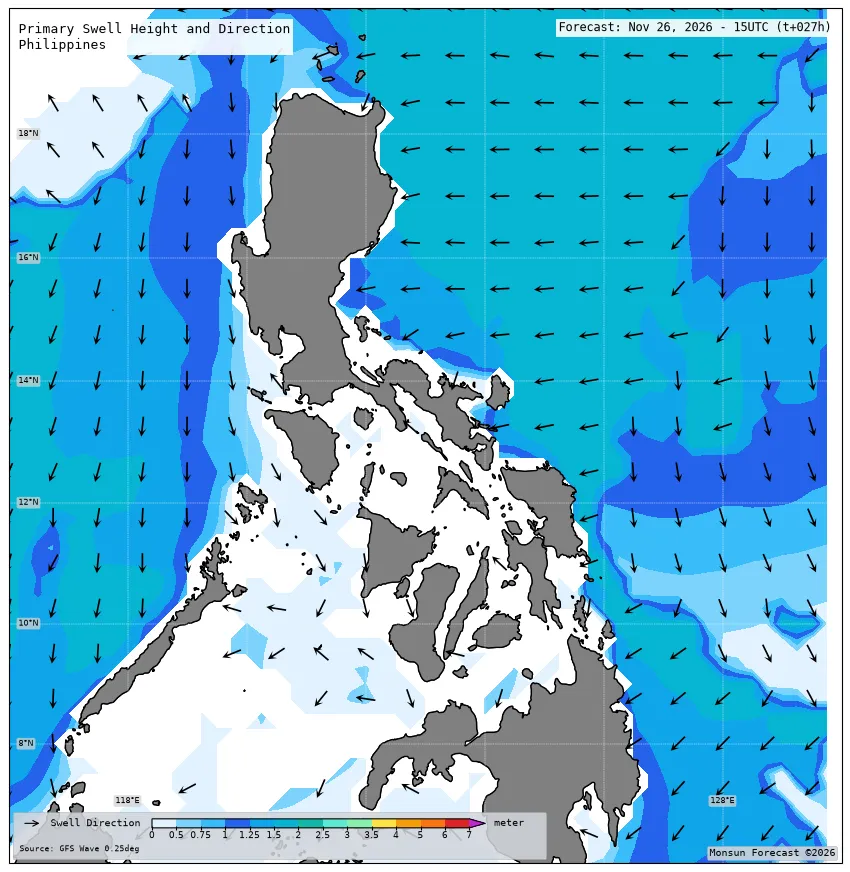 Primary Swell Height and Direction
Philippines
Forecast: Nov 26, 2026 - 15UTC (t+027h)
18°N
16°N
14°N
12°N
10°N
8°N
118°E
128°E
Swell Direction
0 0.5 0.75 1 1.25 1.5 2 2.5 3 3.5 4 5 6 7
meter
Source: GFS Wave 0.25deg
Monsun Forecast ©2026